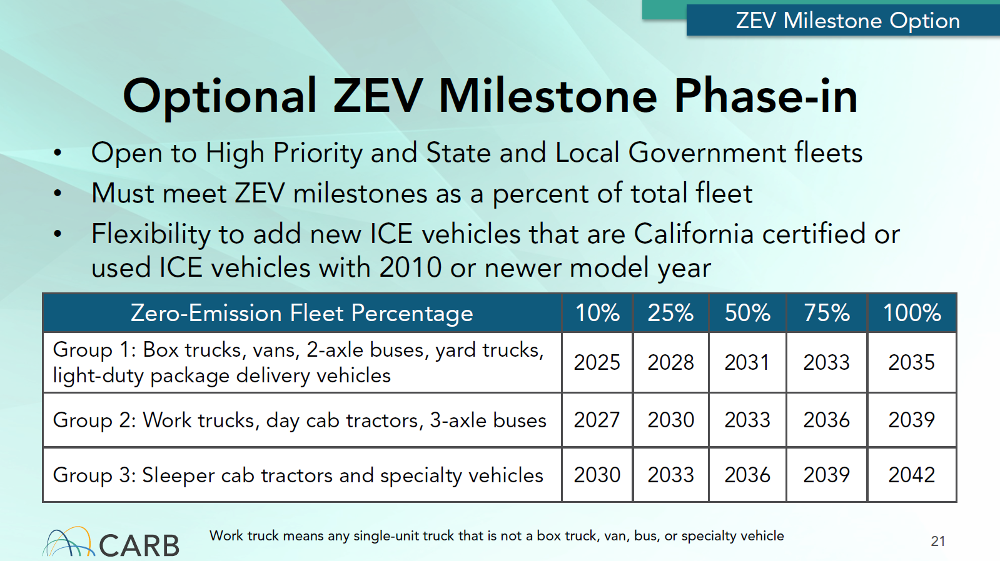 ZEV Milestone Option
Optional ZEV Milestone Phase-in
• Open to High Priority and State and Local Government fleets
• Must meet ZEV milestones as a percent of total fleet
• Flexibility to add new ICE vehicles that are California certified or
used ICE vehicles with 2010 or newer model year
Zero-Emission Fleet Percentage 10% 25% 50% 75% 100%
Group 1: Box trucks, vans, 2-axle buses, yard trucks,
light-duty package delivery vehicles 2025 2028 2031 2033 2035
Group 2: Work trucks, day cab tractors, 3-axle buses 2027 2030 2033 2036 2039
Group 3: Sleeper cab tractors and specialty vehicles 2030 2033 2036 2039 2042
CARB
Work truck means any single-unit truck that is not a box truck, van, bus, or specialty vehicle
21